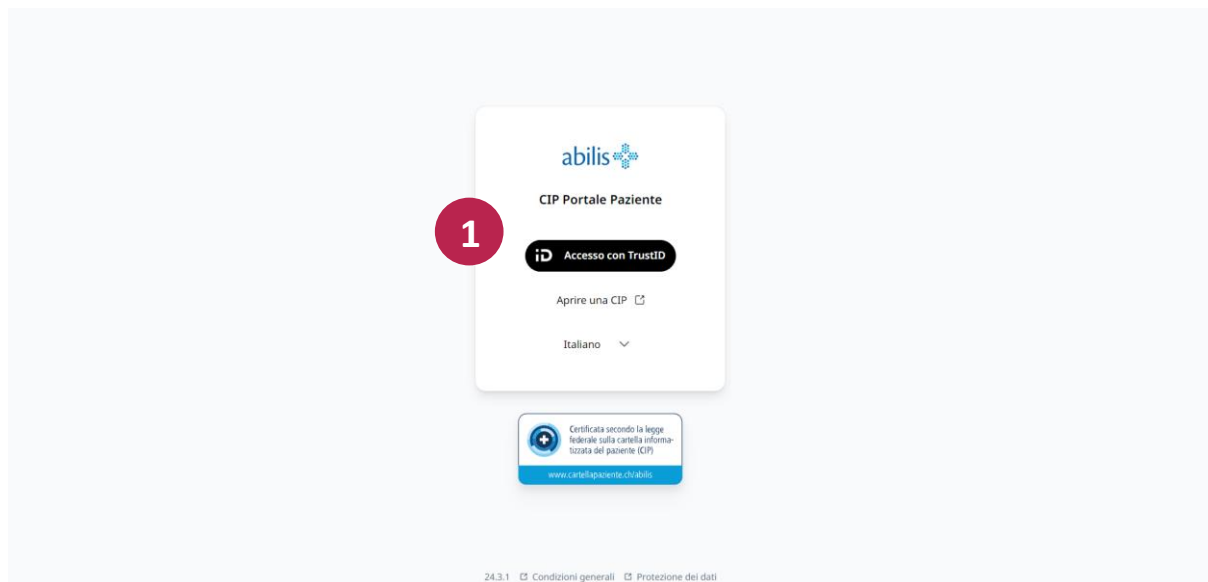 abilis
CIP Portale Paziente
1
iD Accesso con TrustID
Aprire una CIP
Italiano
Certificata secondo la legge
federale sulla cartella informa-
tizzata del paziente (CIP)
www.cartellapaziente.ch/abilis
24.3.1 Condizioni generali Protezione dei dati